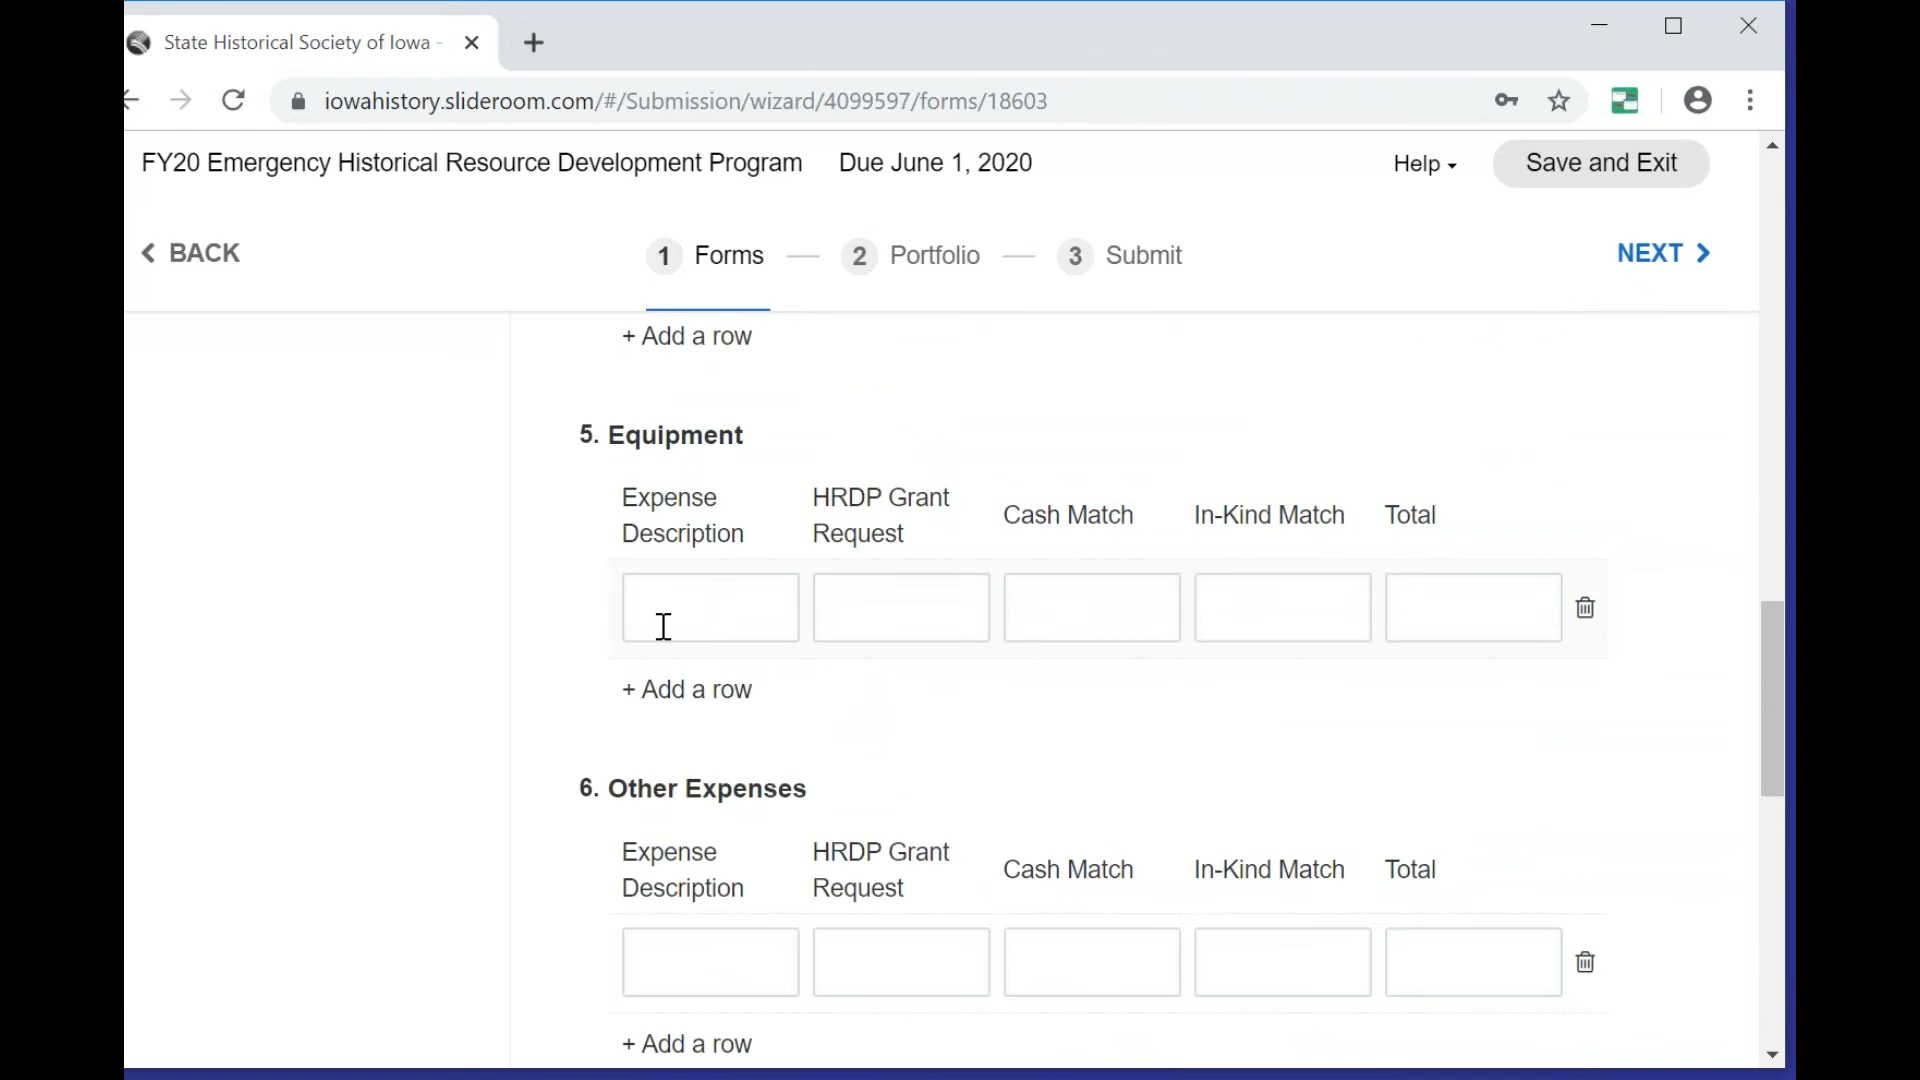 State Historical Society of Iowa -
iowahistory.slideroom.com/#/Submission/wizard/4099597/forms/18603
FY20 Emergency Historical Resource Development Program Due June 1, 2020 Help Save and Exit
BACK 1 Forms 2 Portfolio 3 Submit NEXT
+ Add a row
5. Equipment
Expense Description HRDP Grant Request Cash Match In-Kind Match Total
+ Add a row
6. Other Expenses
Expense Description HRDP Grant Request Cash Match In-Kind Match Total
+ Add a row